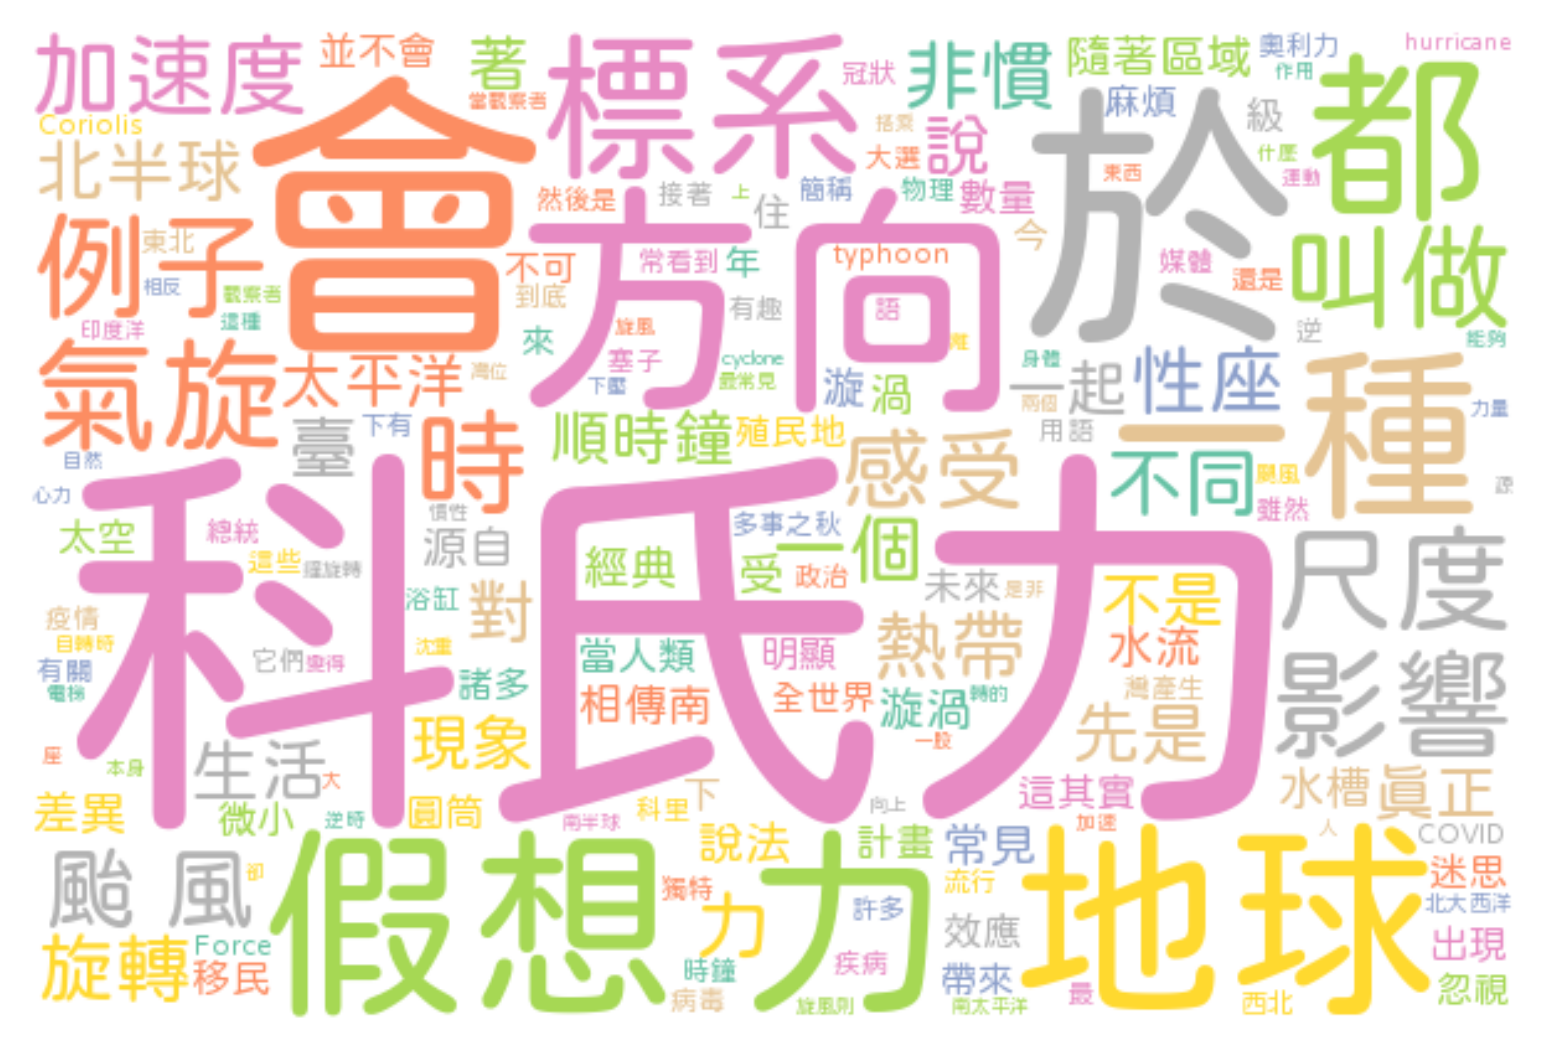 加速度
並不會
著
標系
冠狀
非慣
隨著區域
奧利力
作用
hurricane
當觀察者
Coriolis
會
搭乘
大選
說
於
麻煩
級
什麼
都
北半球
然後是
接著
上
簡稱
住
物理
數量
東西
運動
例子
東北
相反
觀察者
這種
印度洋
方向
不可
到底
常看到
年
typhoon
今
媒體
還是
叫做
有趣
語
逆
能夠
氣旋
太平洋
灣位
來
旋風
塞子
下壓
cyclone
最常見
漩渦
離
身體
一起
兩個
用語
性座
種
力量
臺
下有
時
順時鐘
殖民地
感受
一
不同
颶風
雖然
源
自然
心力
科氏力
慣性
太空
總統
這些
源自
多事之秋
一個
經典
受
政治
未來
是非
不是
尺度
疫情
目轉時
有關
電梯
浴缸
對
沈重
它們
變得
當人類
明顯
熱帶
水流
影響
諸多
相傳南
全世界
漩渦
轉的
一股
灣產生
先是
現象
座
本身
生活
大
差異
微小
逆時
圓筒
南半球
科里
下
向上
這其實
加速
水槽
真正
人
COVID
颱風
卻
假想力
說法
計畫
常見
地球
迷思
獨特
力
許多
流行
效應
北大西洋
出現
旋轉
Force
移民
時鐘
病毒
疾病
旋風則
帶來
南太平洋
最
西北
忽視